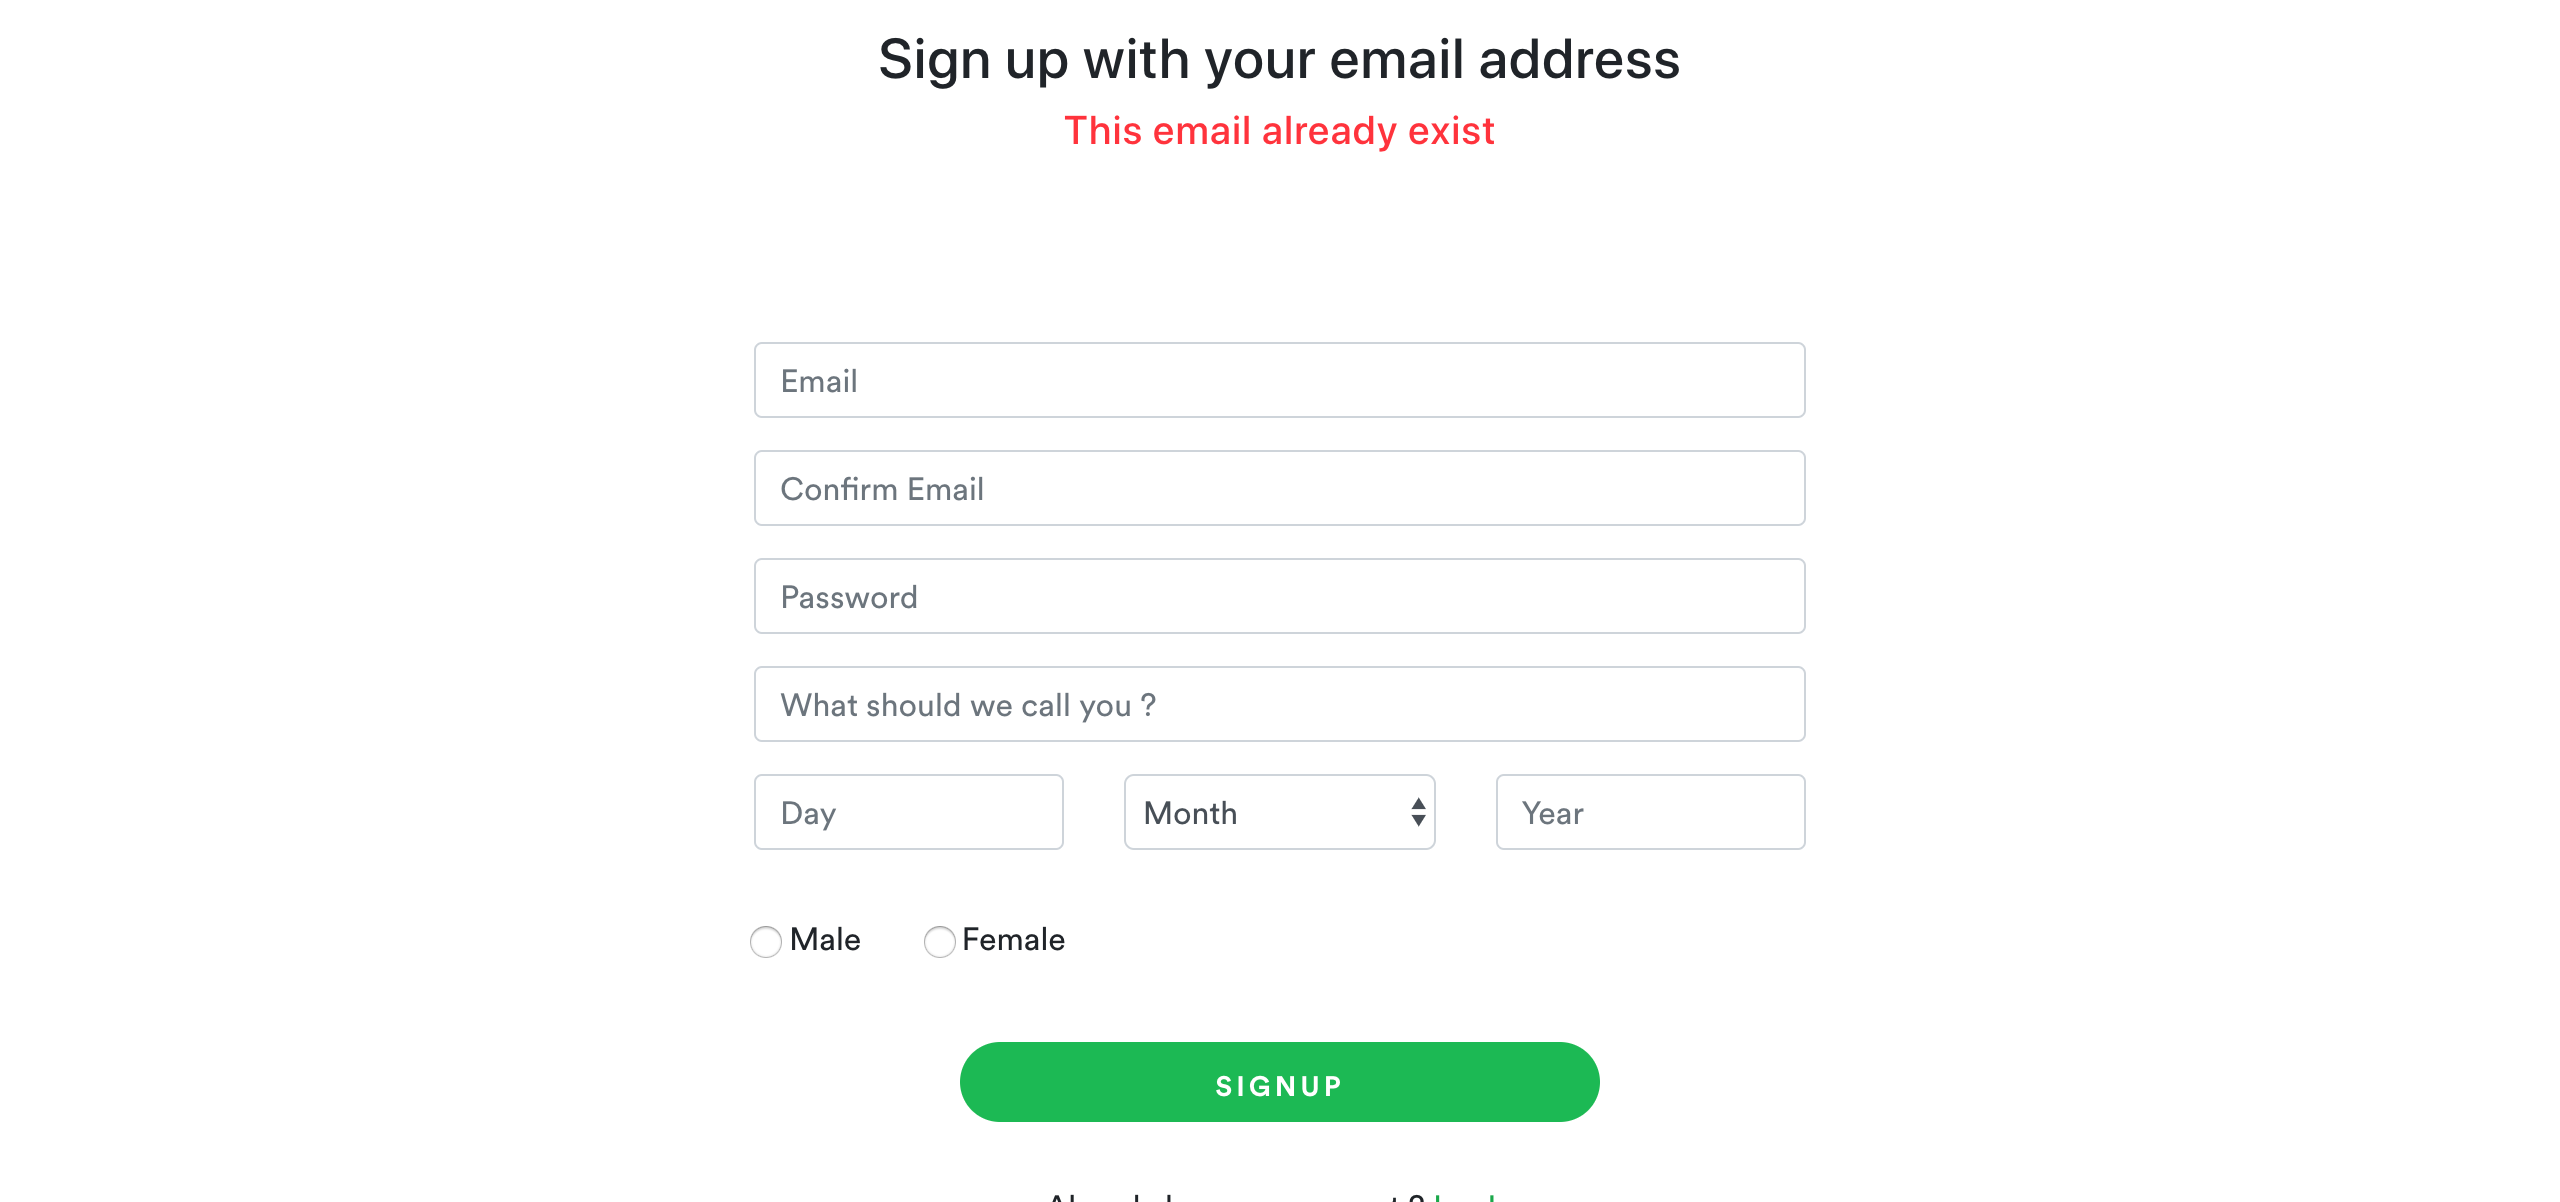 Sign up with your email address
This email already exist
Email
Confirm Email
Password
What should we call you ?
Day Month Year
Male Female
SIGNUP